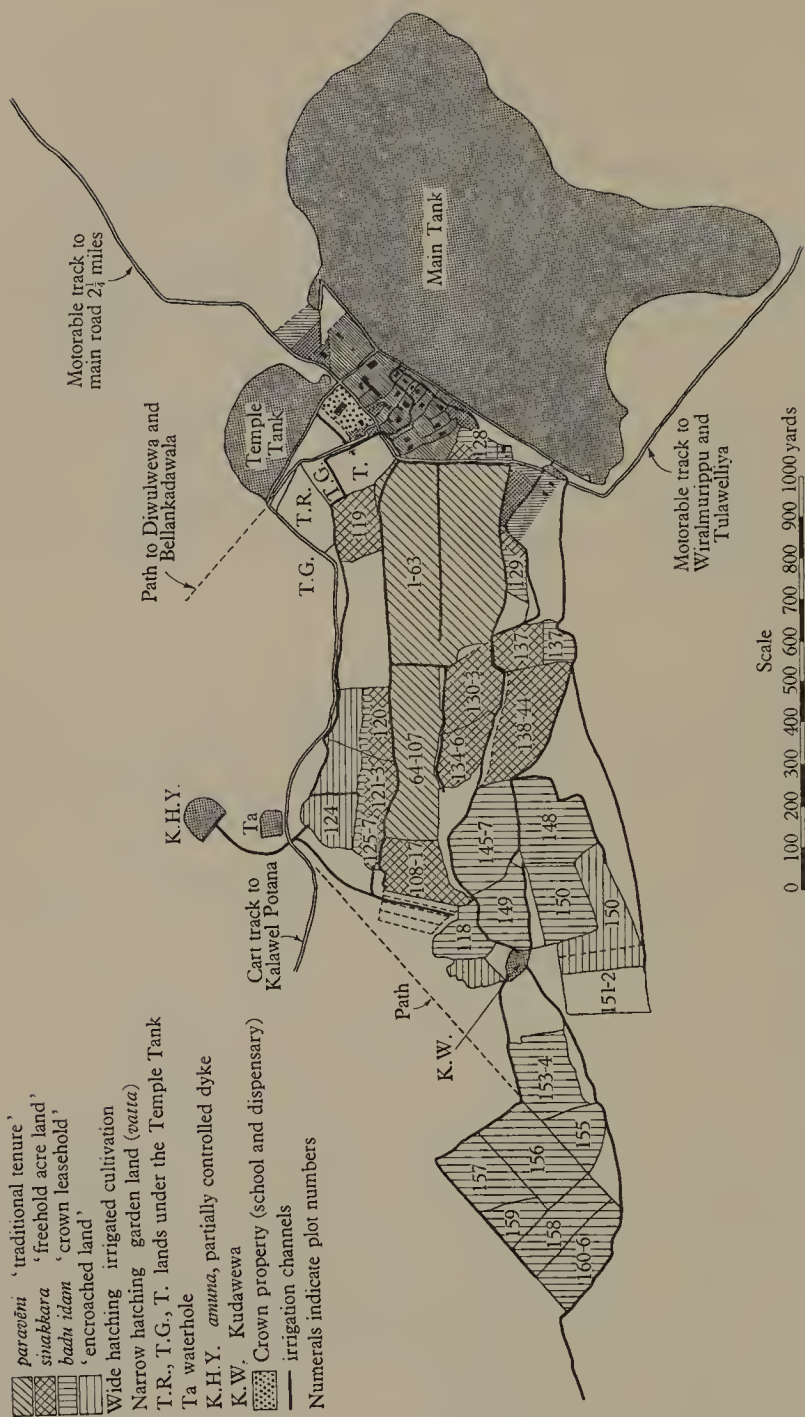 paravēni ‘traditional tenure’
sinakkara ‘freehold acre land’
badu idam ‘crown leasehold’
‘encroached land’
Wide hatching irrigated cultivation
Narrow hatching garden land (vatta)
T.R., T.G., T. lands under the Temple Tank
Ta waterhole
K.H.Y. amuna, partially controlled dyke
K.W. Kudawewa
Crown property (school and dispensary)
irrigation channels
Numerals indicate plot numbers
Motorable track to
main road 2¼ miles
Path to Diwulwewa and
Bellankadawala
Temple
Tank
Main Tank
K.H.Y.
Ta
Cart track to
Kalawel Potana
T.G.
T.R.
T.G.
T.
119
128
1-63
129
120
121-3
124
125-7
64-107
130-3
134-6
137
137
138-44
108-17
145-7
148
118
149
150
150
151-2
Path
K.W.
153-4
155
156
157
158
159
160-6
Motorable track to
Wiralmurippu and
Tulawelliya
Scale
0 100 200 300 400 500 600 700 800 900 1000 yards